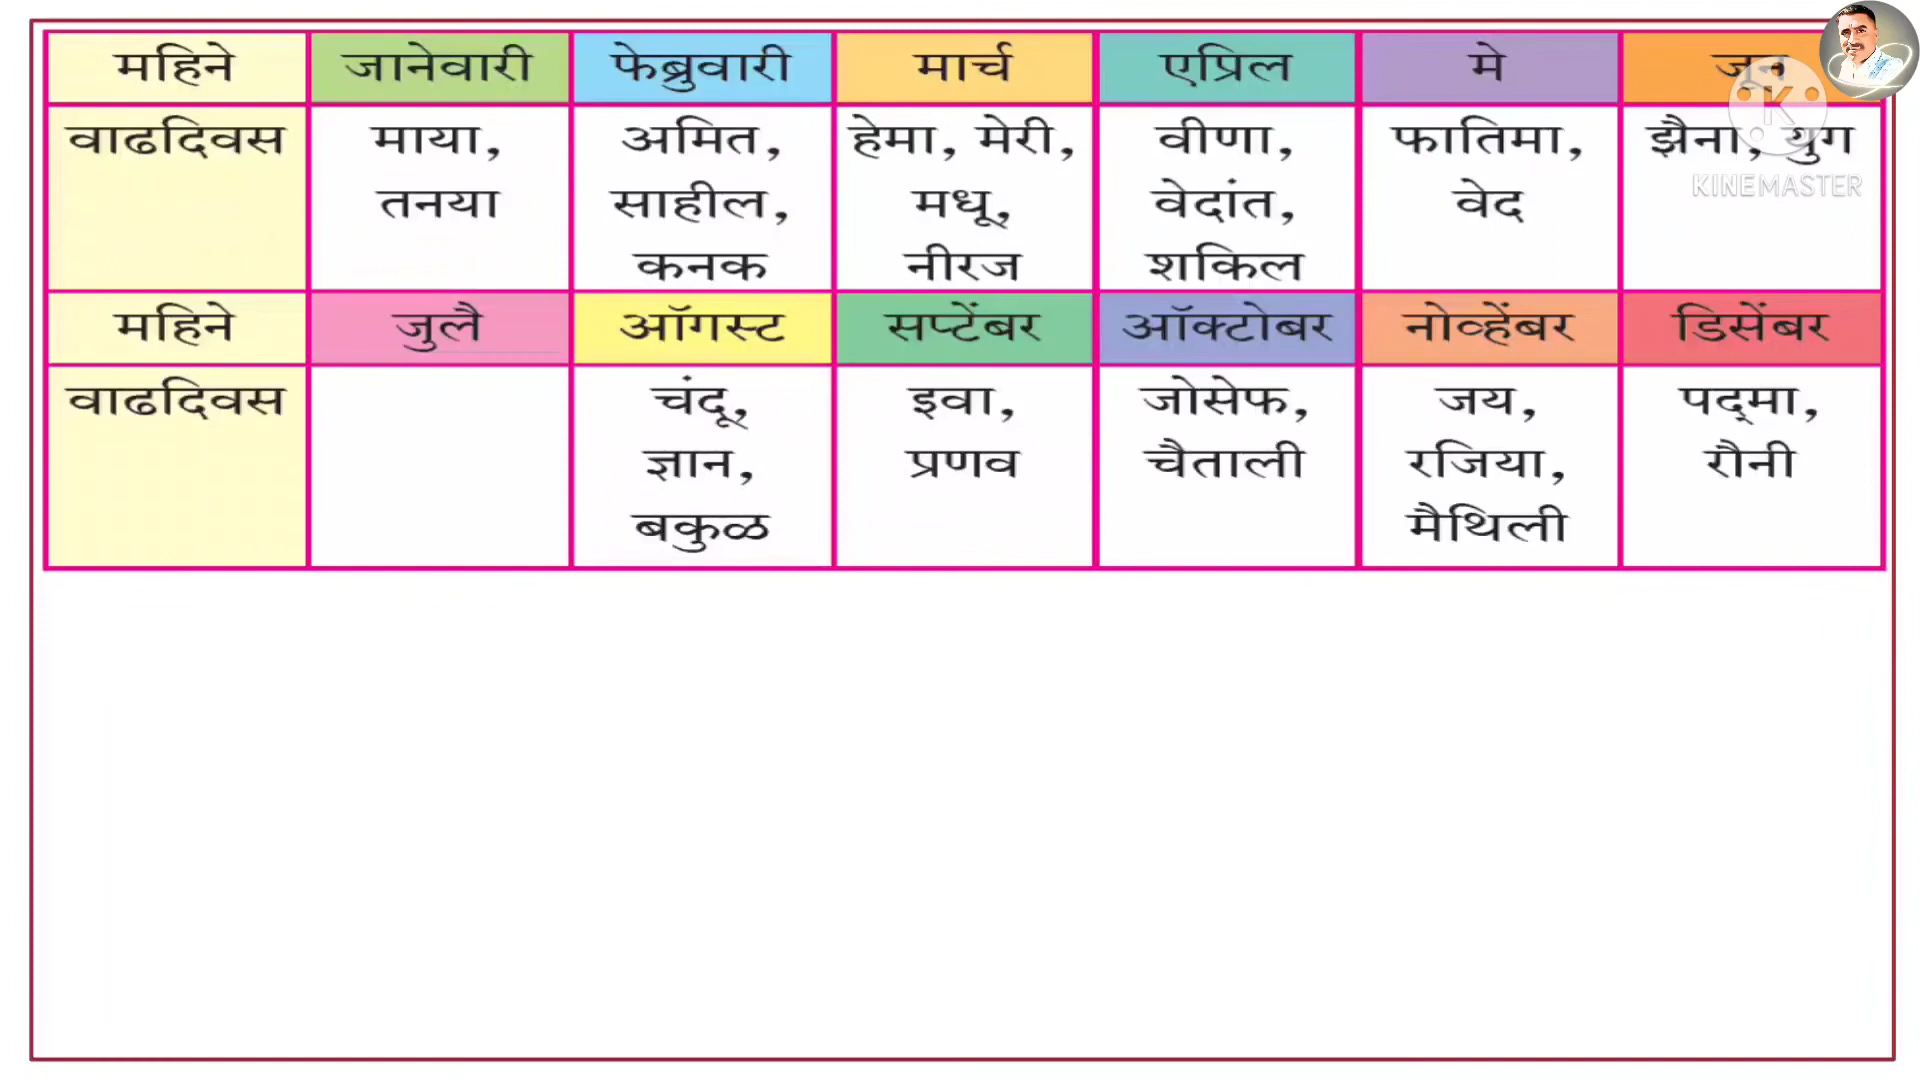 महिने जानेवारी फेब्रुवारी मार्च एप्रिल मे जून
वाढदिवस माया, अमित, हेमा, मेरी, वीणा, फातिमा, झैना, युग
तनया साहील, मधू, वेदांत, वेद
कनक नीरज शकिल
KINEMASTER
महिने जुलै ऑगस्ट सप्टेंबर ऑक्टोबर नोव्हेंबर डिसेंबर
वाढदिवस चंदू, इवा, जोसेफ, जय, पद्‌मा,
ज्ञान, प्रणव चैताली रजिया, रौनी
बकुळ मैथिली